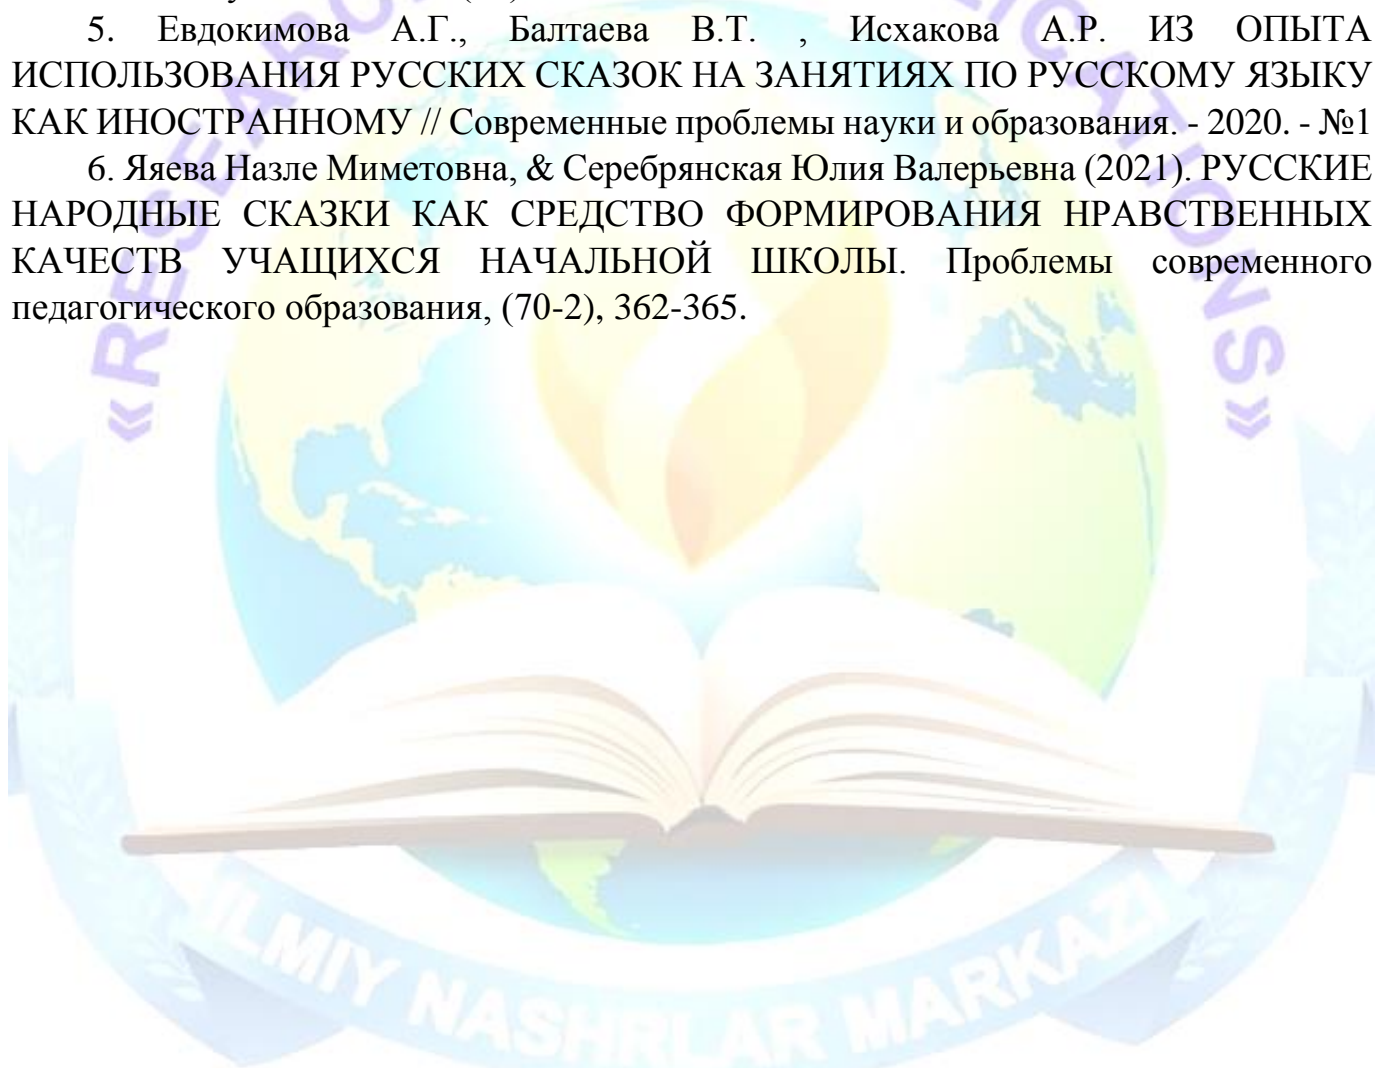 5. Евдокимова А.Г., Балтаева В.Т. , Исхакова А.Р. ИЗ ОПЫТА
ИСПОЛЬЗОВАНИЯ РУССКИХ СКАЗОК НА ЗАНЯТИЯХ ПО РУССКОМУ ЯЗЫКУ
КАК ИНОСТРАННОМУ // Современные проблемы науки и образования. - 2020. - №1
6. Яяева Назле Миметовна, & Серебрянская Юлия Валерьевна (2021). РУССКИЕ
НАРОДНЫЕ СКАЗКИ КАК СРЕДСТВО ФОРМИРОВАНИЯ НРАВСТВЕННЫХ
КАЧЕСТВ УЧАЩИХСЯ НАЧАЛЬНОЙ ШКОЛЫ. Проблемы современного
педагогического образования, (70-2), 362-365.
ILMIY NASHRLAR MARKAZI